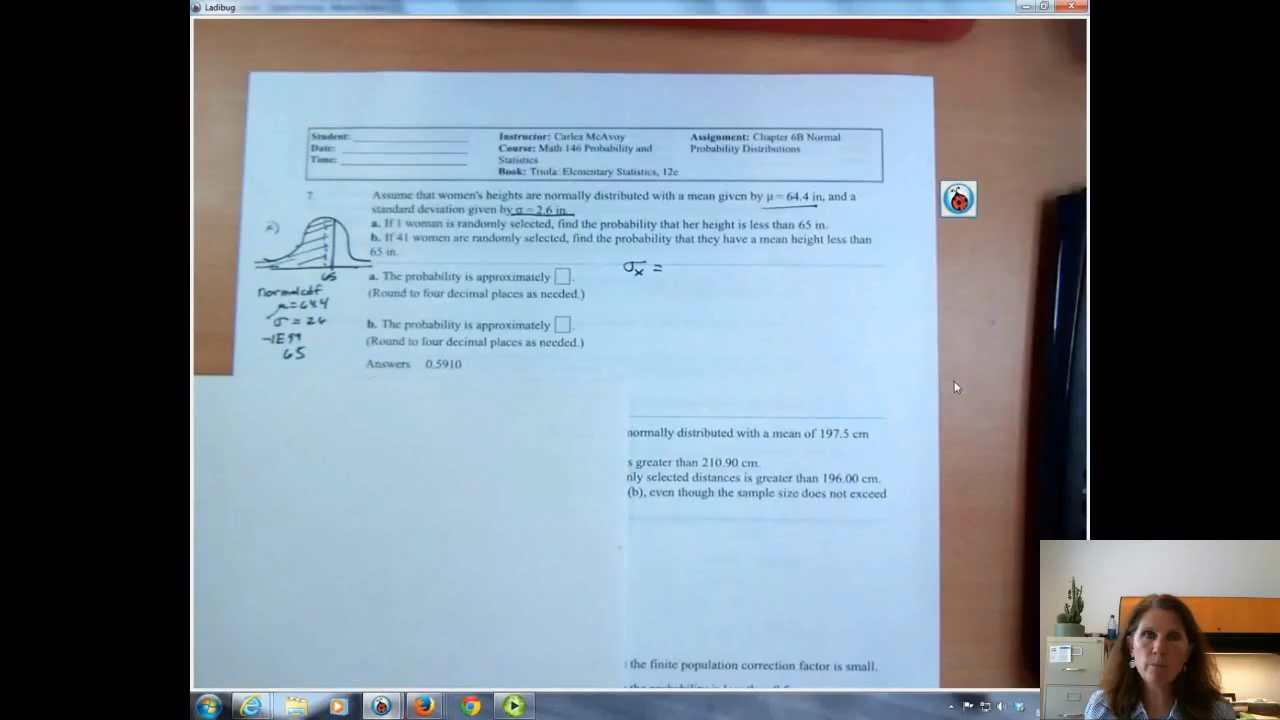 Ladibug
Student:
Date:
Time:
Instructor: Carlea McAvoy
Course: Math 146 Probability and
Statistics
Book: Triola: Elementary Statistics, 12e
Assignment: Chapter 6B Normal
Probability Distributions
7.
Assume that women's heights are normally distributed with a mean given by μ = 64.4 in, and a
standard deviation given by σ = 2.6 in.
a. If 1 woman is randomly selected, find the probability that her height is less than 65 in.
b. If 41 women are randomly selected, find the probability that they have a mean height less than
65 in.
a)
65
normalcdf
μ = 64.4
σ = 2.6
-1E99
65
σx̄ =
a. The probability is approximately
(Round to four decimal places as needed.)
b. The probability is approximately
(Round to four decimal places as needed.)
Answers 0.5910
normally distributed with a mean of 197.5 cm
s greater than 210.90 cm.
nly selected distances is greater than 196.00 cm.
(b), even though the sample size does not exceed
the finite population correction factor is small.